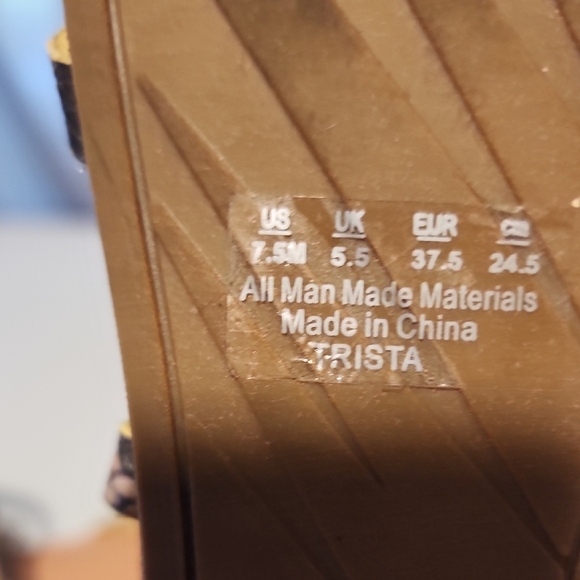 US UK EUR cm
7.5M 5.5 37.5 24.5
All Man Made Materials
Made in China
TRISTA